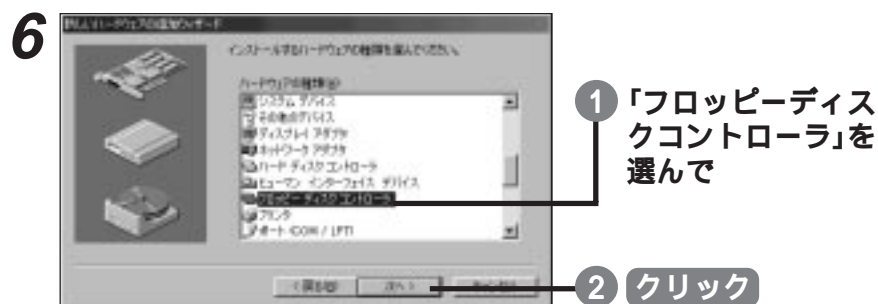 6
新しいハードウェアの追加ウィザード
インストールするハードウェアの種類を選んでください。
ハードウェアの種類(H)
システム デバイス
その他のデバイス
ディスプレイ アダプタ
ネットワーク アダプタ
ハード ディスク コントローラ
ヒューマン インターフェイス デバイス
フロッピー ディスク コントローラ
プリンタ
ポート (COM / LPT)
< 戻る(B)
次へ >
キャンセル
1 「フロッピーディス
クコントローラ」を
選んで
2 クリック